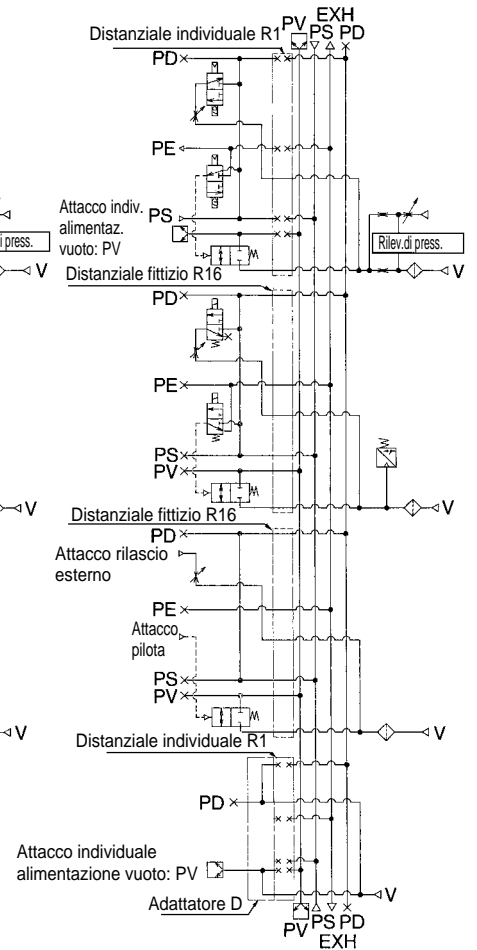 EXH
PV PS PD
Distanziale individuale R1
PD
PE
Attacco indiv.
alimentaz.
vuoto: PV
PS
i press.
Rilev.di press.
V
V
Distanziale fittizio R16
PD
PE
PS
PV
V
V
Distanziale fittizio R16
PD
Attacco rilascio
esterno
PE
Attacco
pilota
PS
PV
V
V
Distanziale individuale R1
PD
Attacco individuale
alimentazione vuoto: PV
V
Adattatore D
PV PS PD
EXH